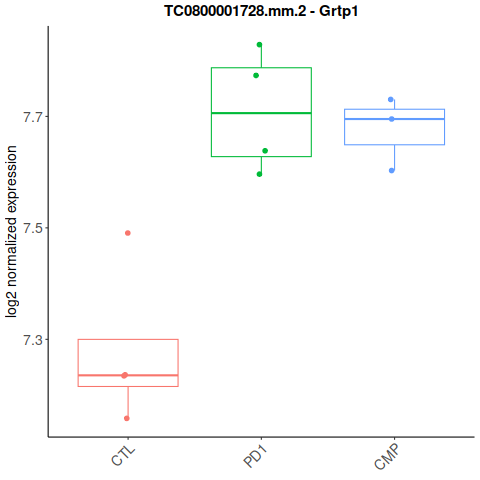 TC0800001728.mm.2 - Grtp1
log2 normalized expression
7.7
7.5
7.3
CTL
PD1
CMP